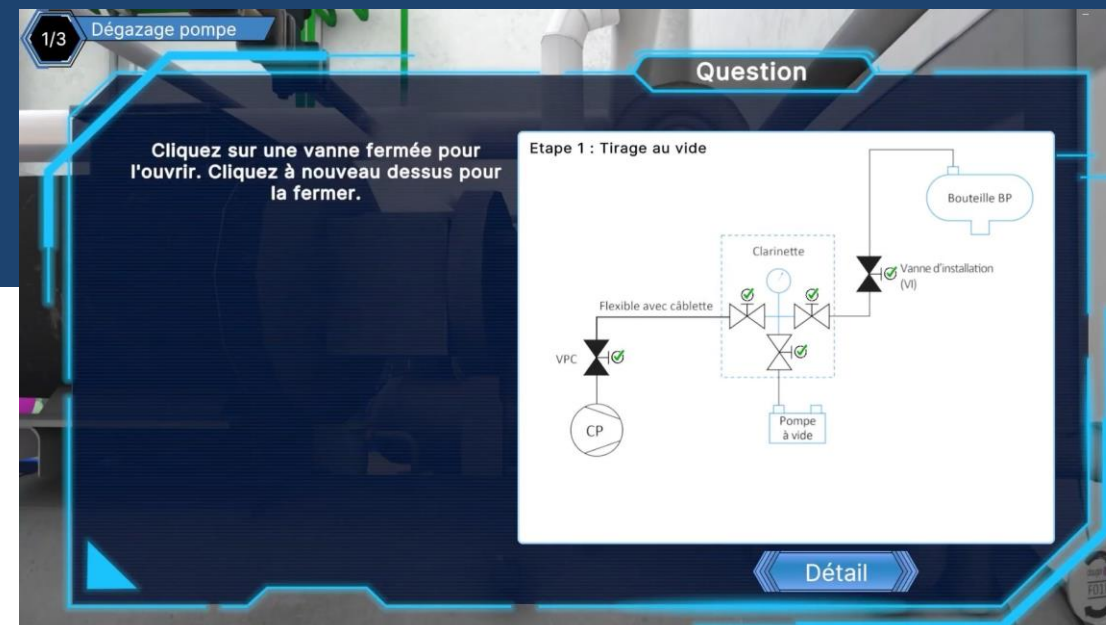 1/3
Dégazage pompe
Question
Cliquez sur une vanne fermée pour
l'ouvrir. Cliquez à nouveau dessus pour
la fermer.
Etape 1 : Tirage au vide
Bouteille BP
Clarinette
Vanne d'installation
(VI)
Flexible avec câblette
VPC
CP
Pompe
à vide
Détail